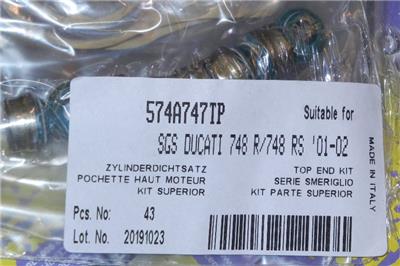 574A747TP Suitable for
SGS DUCATI 748 R/748 RS '01-02
ZYLINDERDICHTSATZ TOP END KIT
POCHETTE HAUT MOTEUR SERIE SMERIGLIO
KIT SUPERIOR KIT PARTE SUPERIOR
Pcs. No: 43
Lot. No. 20191023
MADE IN ITALY